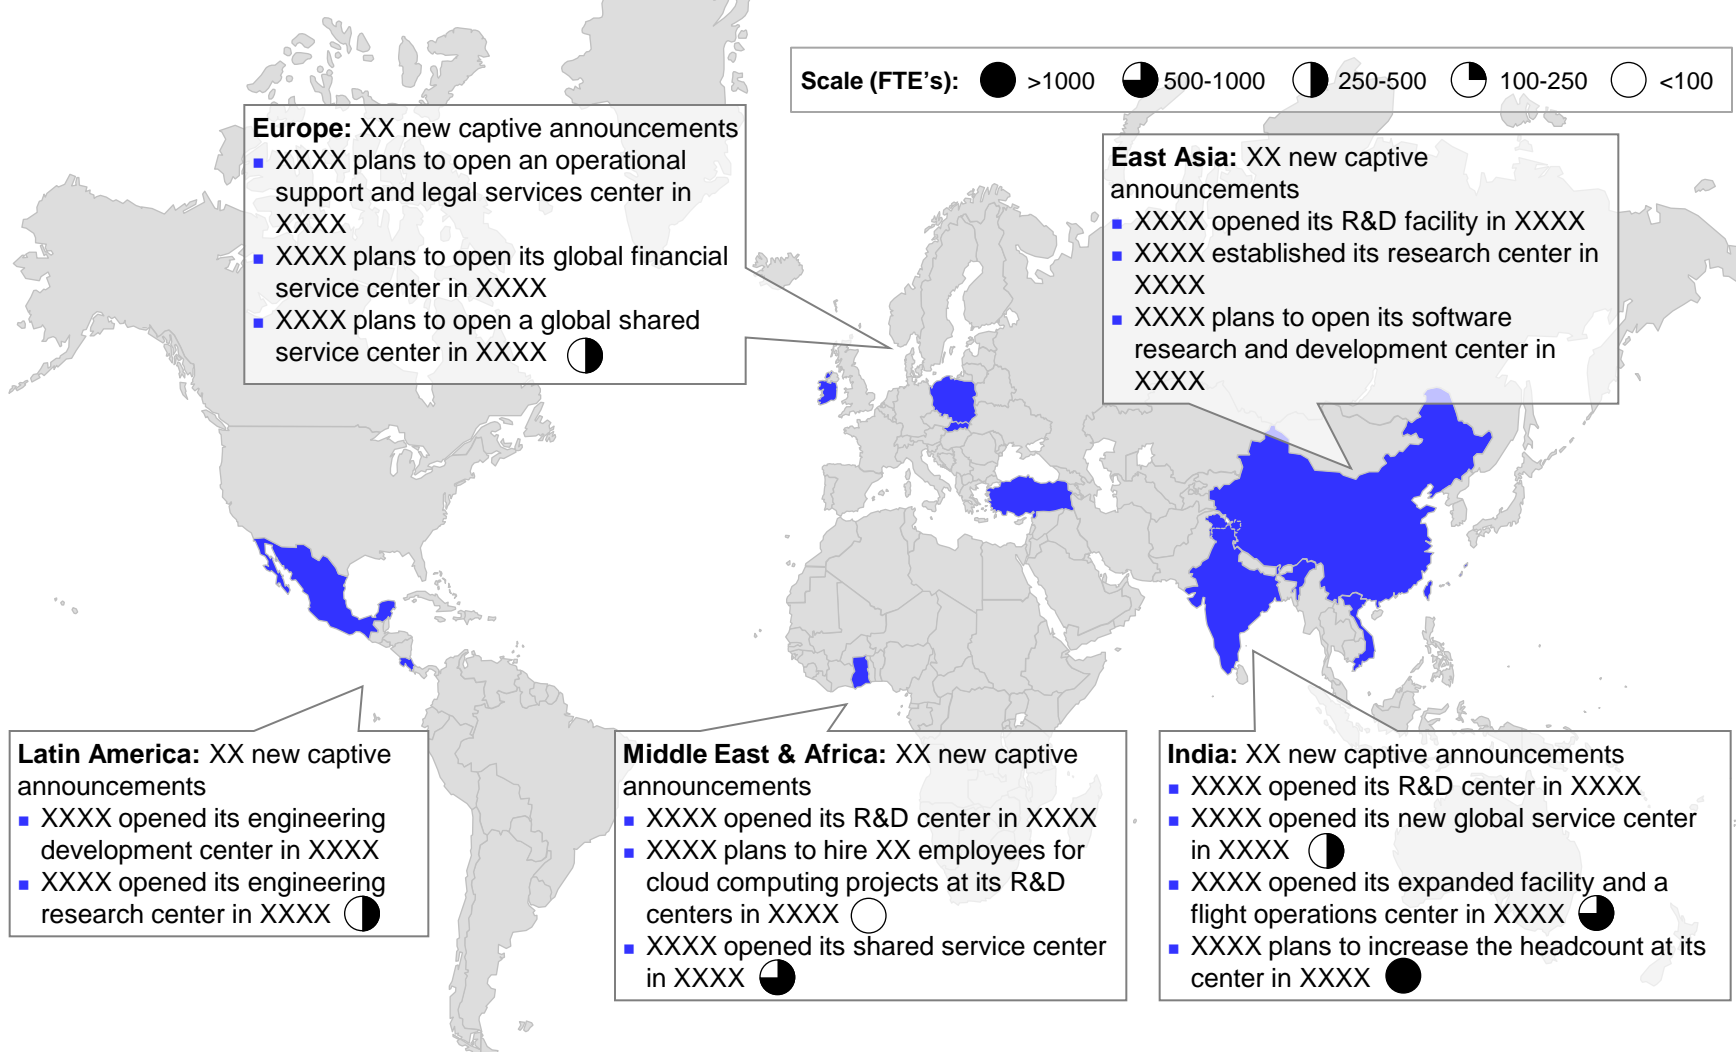 Scale (FTE's): >1000 500-1000 250-500 100-250 <100
Europe: XX new captive announcements
XXXX plans to open an operational
support and legal services center in
XXXX
XXXX plans to open its global financial
service center in XXXX
XXXX plans to open a global shared
service center in XXXX
East Asia: XX new captive
announcements
XXXX opened its R&D facility in XXXX
XXXX established its research center in
XXXX
XXXX plans to open its software
research and development center in
XXXX
Latin America: XX new captive
announcements
XXXX opened its engineering
development center in XXXX
XXXX opened its engineering
research center in XXXX
Middle East & Africa: XX new captive
announcements
XXXX opened its R&D center in XXXX
XXXX plans to hire XX employees for
cloud computing projects at its R&D
centers in XXXX
XXXX opened its shared service center
in XXXX
India: XX new captive announcements
XXXX opened its R&D center in XXXX
XXXX opened its new global service center
in XXXX
XXXX opened its expanded facility and a
flight operations center in XXXX
XXXX plans to increase the headcount at its
center in XXXX